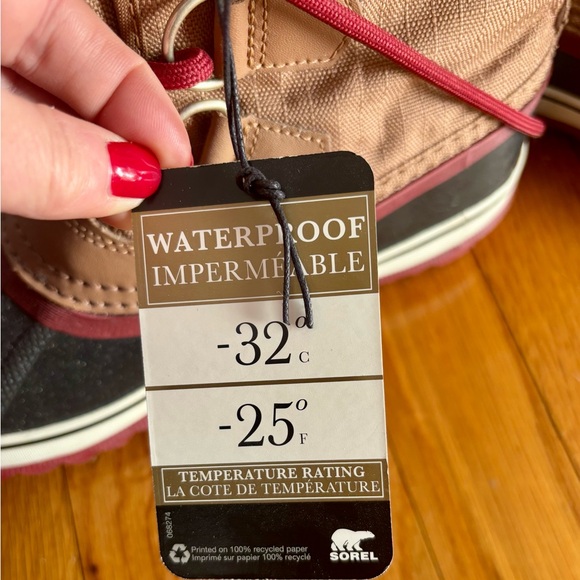 WATERPROOF
IMPERMÉABLE
-32° C
-25° F
TEMPERATURE RATING
LA COTE DE TEMPÉRATURE
098274
Printed on 100% recycled paper
Imprimé sur papier 100% recyclé
SOREL